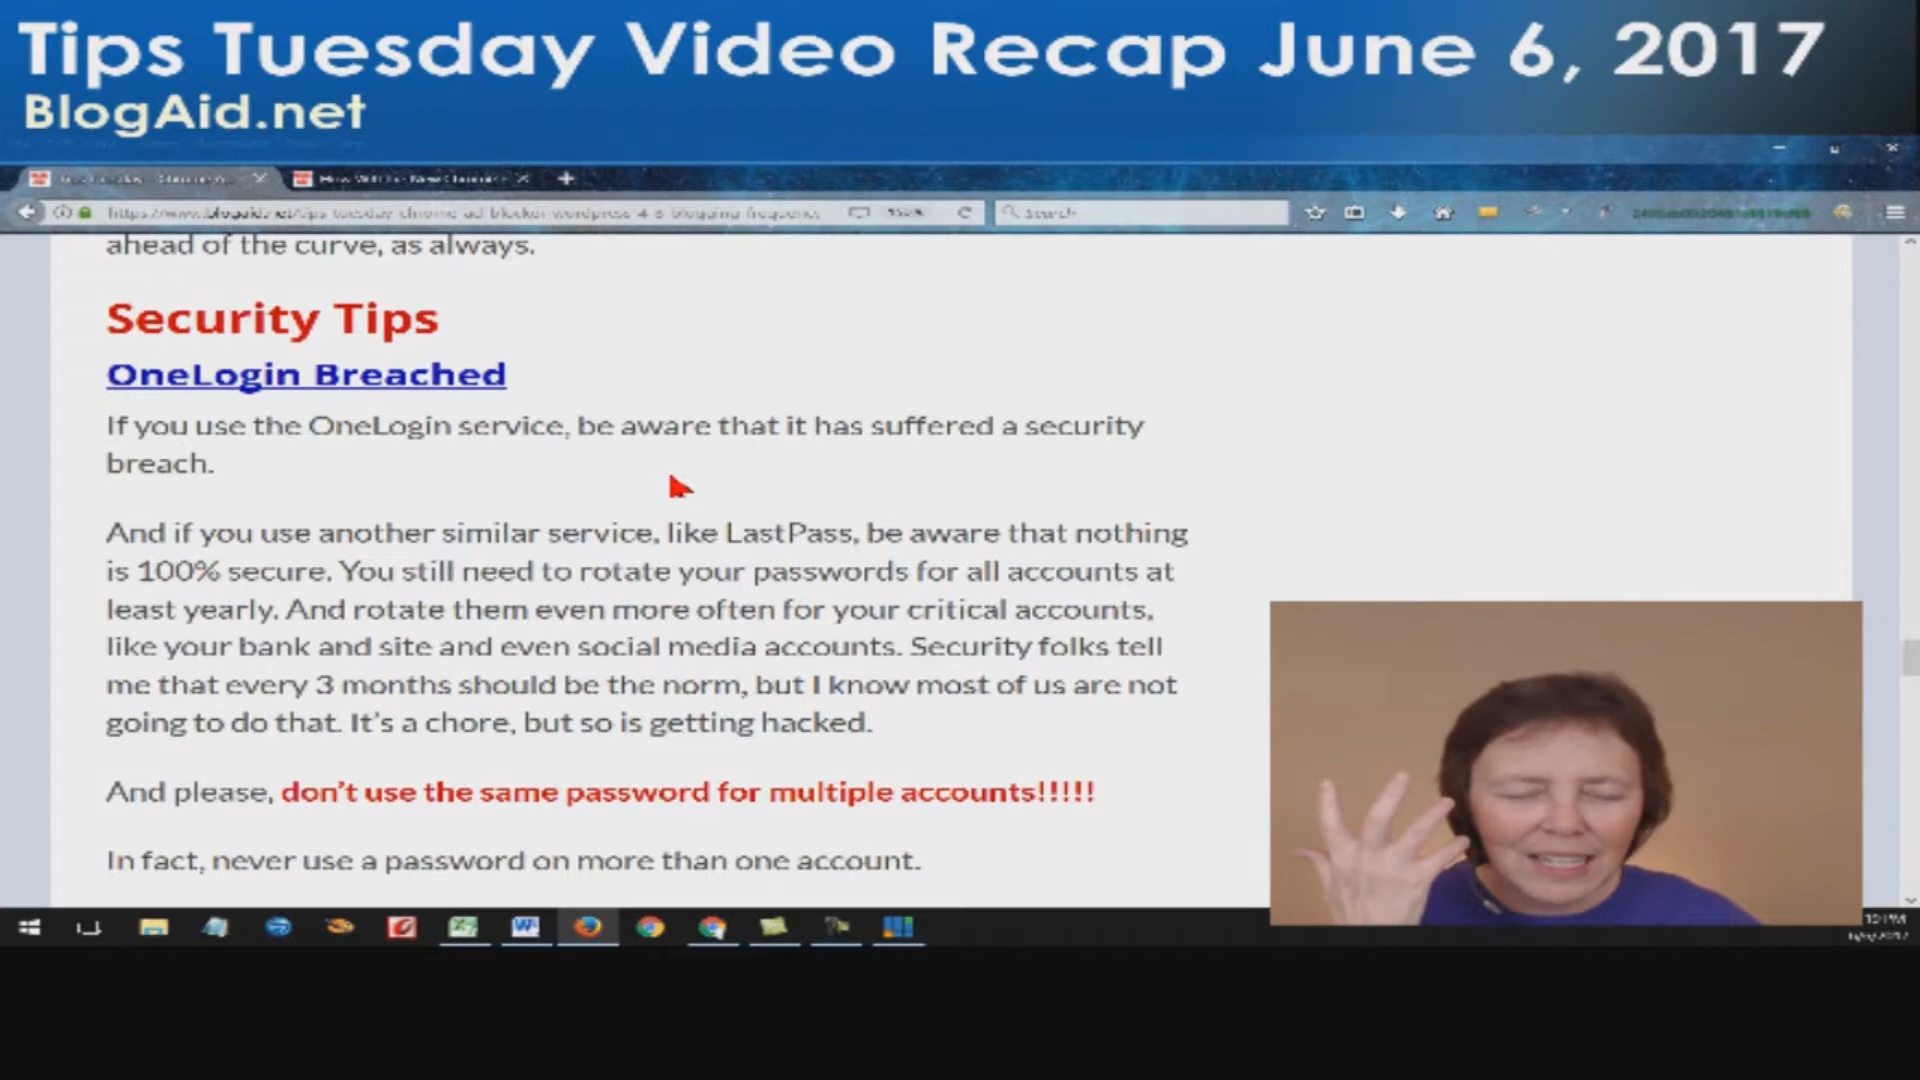 Tips Tuesday Video Recap June 6, 2017
BlogAid.net
Search
ahead of the curve, as always.
Security Tips
OneLogin Breached
If you use the OneLogin service, be aware that it has suffered a security
breach.
And if you use another similar service, like LastPass, be aware that nothing
is 100% secure. You still need to rotate your passwords for all accounts at
least yearly. And rotate them even more often for your critical accounts,
like your bank and site and even social media accounts. Security folks tell
me that every 3 months should be the norm, but I know most of us are not
going to do that. It's a chore, but so is getting hacked.
And please, don't use the same password for multiple accounts!!!!!
In fact, never use a password on more than one account.